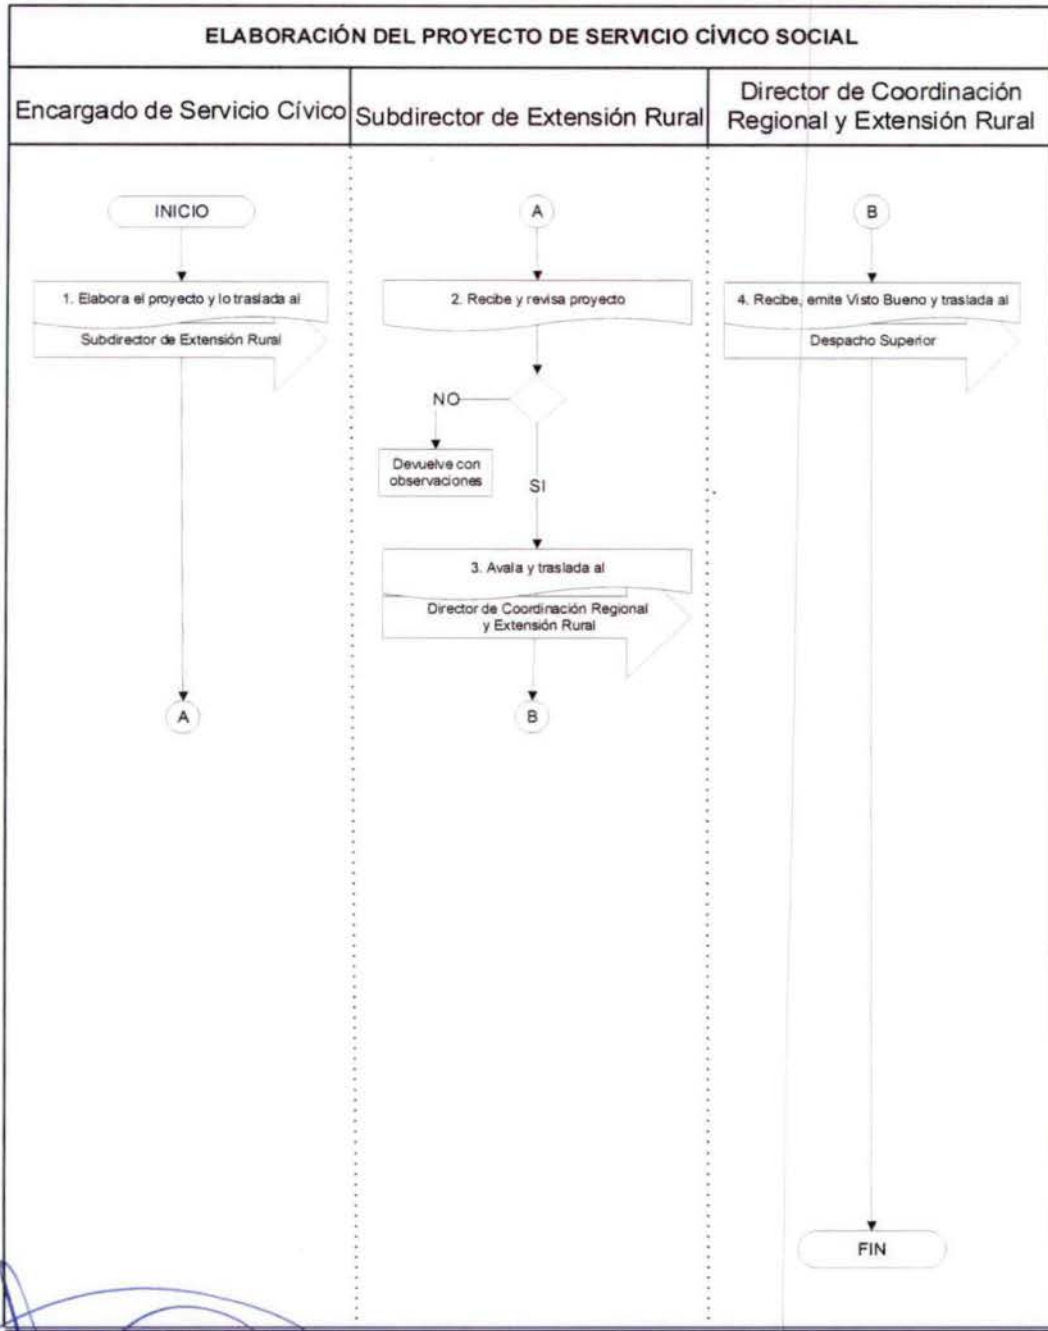 ELABORACIÓN DEL PROYECTO DE SERVICIO CÍVICO SOCIAL
Encargado de Servicio Cívico
Subdirector de Extensión Rural
Director de Coordinación
Regional y Extensión Rural
INICIO
1. Elabora el proyecto y lo traslada al
Subdirector de Extensión Rural
A
A
2. Recibe y revisa proyecto
NO
Devuelve con
observaciones
SI
3. Avala y traslada al
Director de Coordinación Regional
y Extensión Rural
B
B
4. Recibe, emite Visto Bueno y traslada al
Despacho Superior
FIN